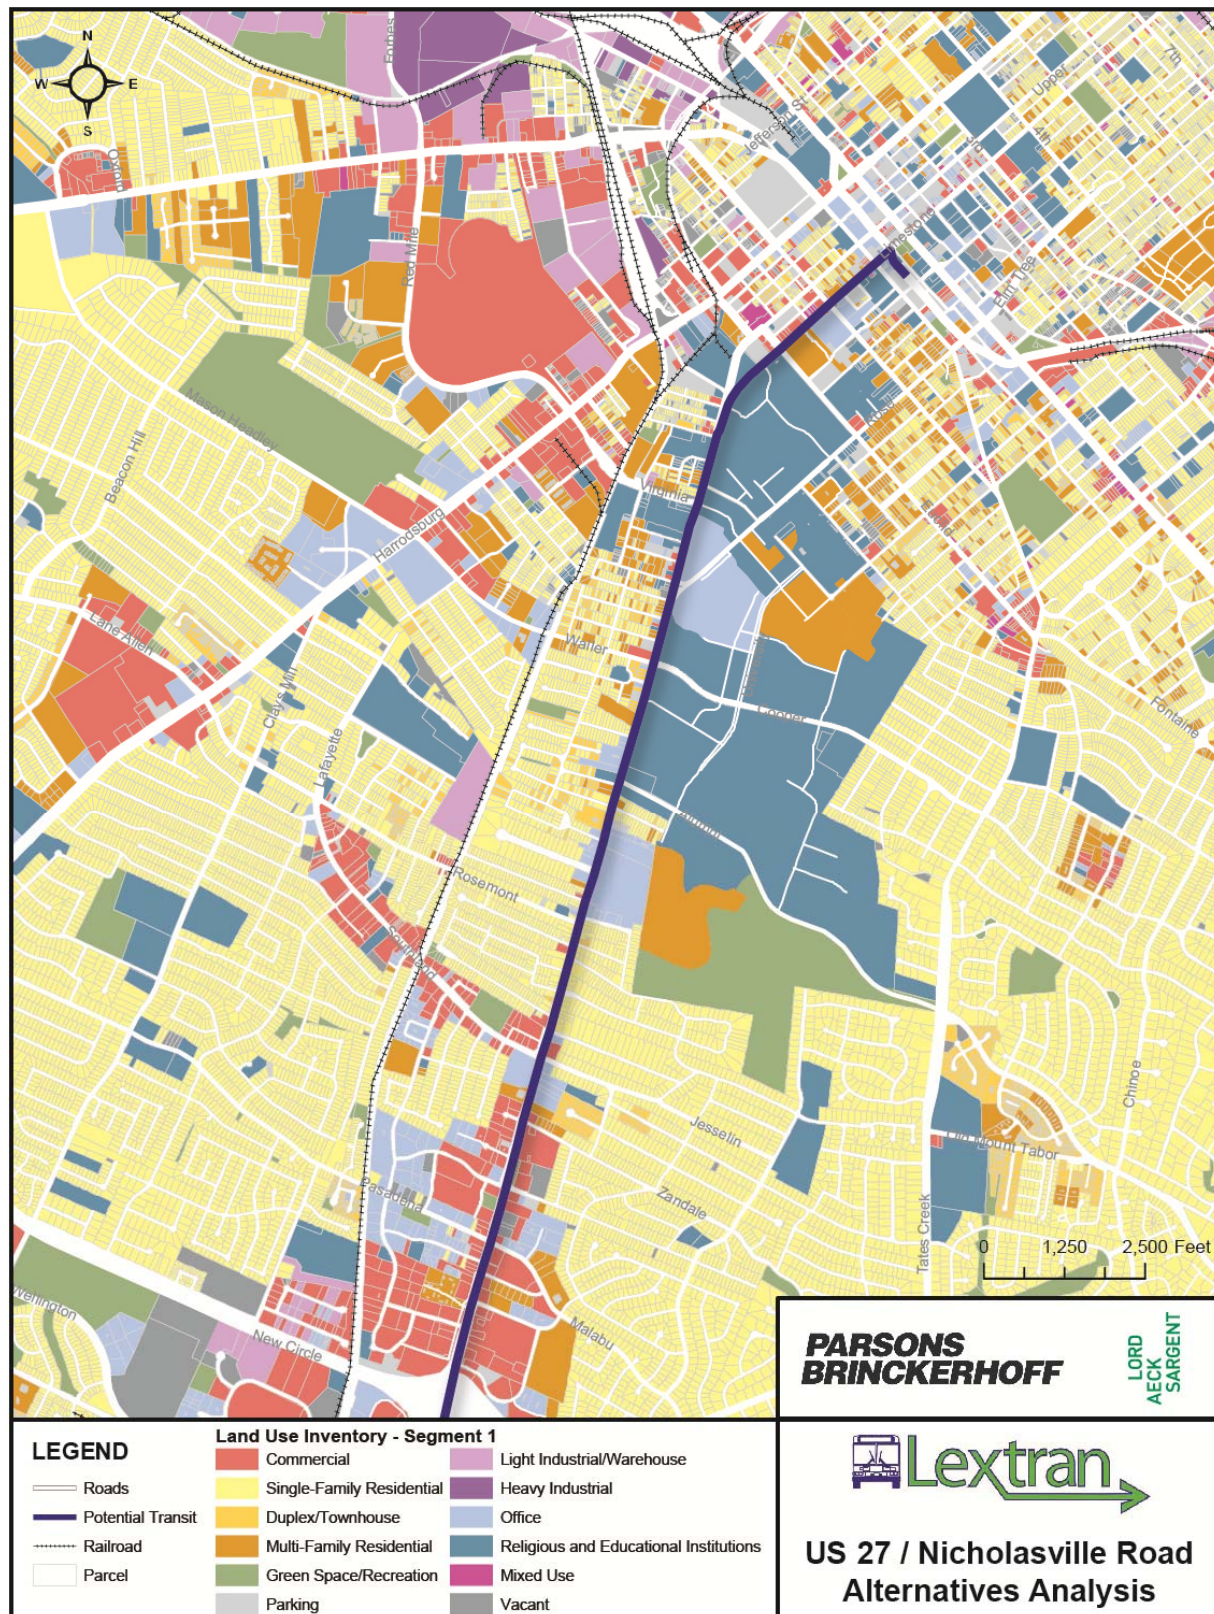 N
W E
S
Forbes
7th
Upper
Jefferson St
3rd
4th
Oxford
Limestone
Elm Tree
Red Mile
Mason Headley
Rose
Beacon Hill
Virginia
Euclid
Harrodsburg
Lane Allen
Waller
Clays Mill
Cooper
Fontaine
Lafayette
Alumni
Rosemont
Southland
Chinoe
Jesselin
Old Mount Tabor
Pasadena
Zandale
Tates Creek
0 1,250 2,500 Feet
Wellington
New Circle
Malabu
PARSONS
BRINCKERHOFF
LORD
AECK
SARGENT
LEGEND
Roads
Potential Transit
Railroad
Parcel
Land Use Inventory - Segment 1
Commercial
Single-Family Residential
Duplex/Townhouse
Multi-Family Residential
Green Space/Recreation
Parking
Light Industrial/Warehouse
Heavy Industrial
Office
Religious and Educational Institutions
Mixed Use
Vacant
Lextran
US 27 / Nicholasville Road
Alternatives Analysis